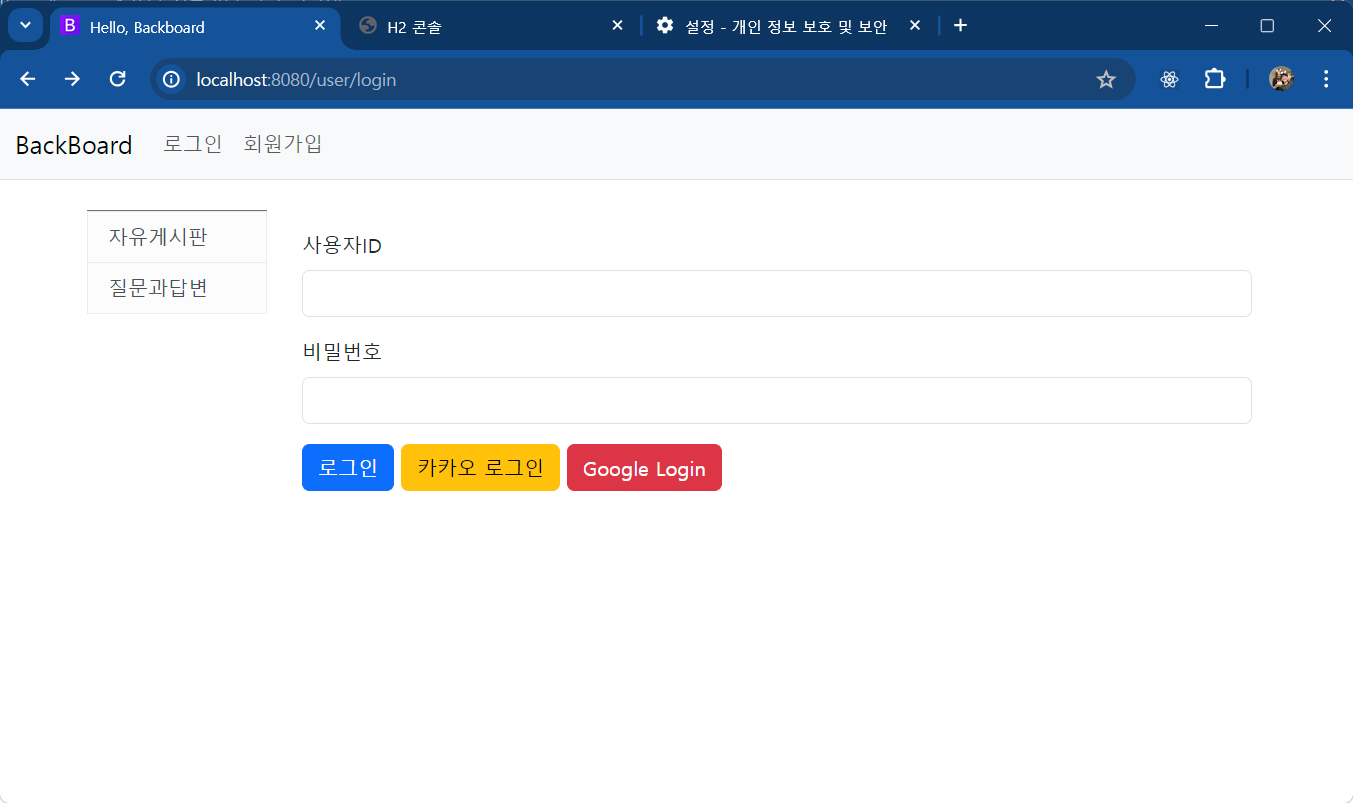 B Hello, Backboard
H2 콘솔
설정 - 개인 정보 보호 및 보안
localhost:8080/user/login
BackBoard 로그인 회원가입
자유게시판
질문과답변
사용자ID
비밀번호
로그인 카카오 로그인 Google Login